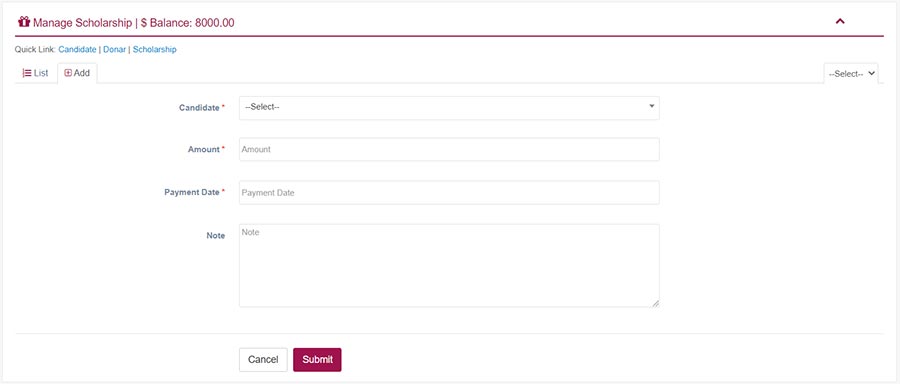 Manage Scholarship | $ Balance: 8000.00
Quick Link: Candidate | Donar | Scholarship
List Add --Select--
Candidate * --Select--
Amount * Amount
Payment Date * Payment Date
Note Note
Cancel Submit